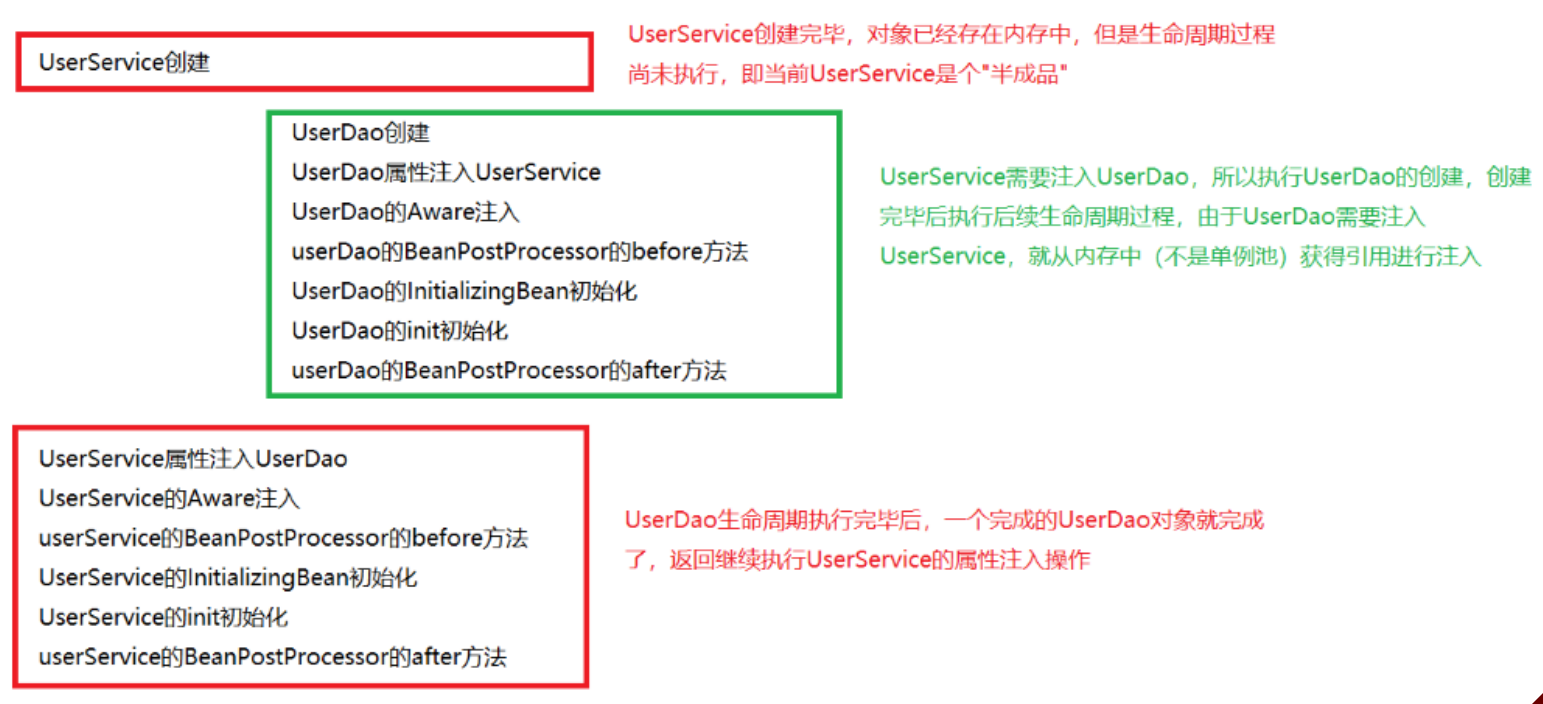 UserService创建
UserService创建完毕，对象已经存在内存中，但是生命周期过程
尚未执行，即当前UserService是个"半成品"
UserDao创建
UserDao属性注入UserService
UserDao的Aware注入
userDao的BeanPostProcessor的before方法
UserDao的InitializingBean初始化
UserDao的init初始化
userDao的BeanPostProcessor的after方法
UserService需要注入UserDao，所以执行UserDao的创建，创建
完毕后执行后续生命周期过程，由于UserDao需要注入
UserService，就从内存中（不是单例池）获得引用进行注入
UserService属性注入UserDao
UserService的Aware注入
userService的BeanPostProcessor的before方法
UserService的InitializingBean初始化
UserService的init初始化
userService的BeanPostProcessor的after方法
UserDao生命周期执行完毕后，一个完成的UserDao对象就完成
了，返回继续执行UserService的属性注入操作